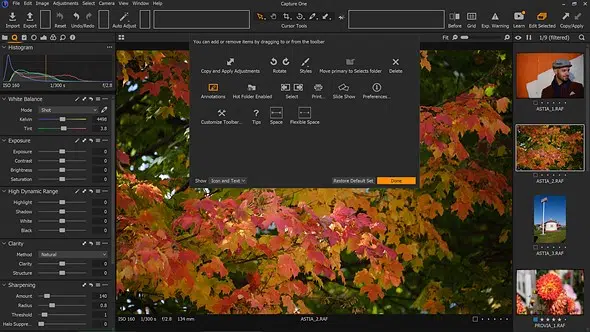 Capture One
Image Adjustments Select Camera View Window Help
Import Export Reset Undo/Redo Auto Adjust Cursor Tools Before Grid Exp. Warning Learn Edit Selected Copy/Apply
Fit 1/9 (filtered)
Histogram
ISO 160 1/300 s f/2.8
White Balance
Mode Shot
Kelvin 4498
Tint 3.8
Exposure
Exposure 0
Contrast 0
Brightness 0
Saturation 0
High Dynamic Range
Highlight 0
Shadow 0
White 0
Black 0
Clarity
Method Natural
Clarity 0
Structure 0
Sharpening
Amount 140
Radius 0.8
Threshold 1
Halo Suppre... 0
You can add or remove items by dragging to or from the toolbar
Copy and Apply Adjustments Rotate Styles Move primary to Selects folder Delete
Annotations Hot Folder Enabled Select Print... Slide Show Preferences...
Customize Toolbar... Tips Space Flexible Space
Show Icon and Text Restore Default Set Done
ISO 160 1/300 s f/2.8 134 mm ASTIA_2.RAF
ASTIA_1.RAF
ASTIA_2.RAF
ASTIA_3.RAF
PROVIA_1.RAF